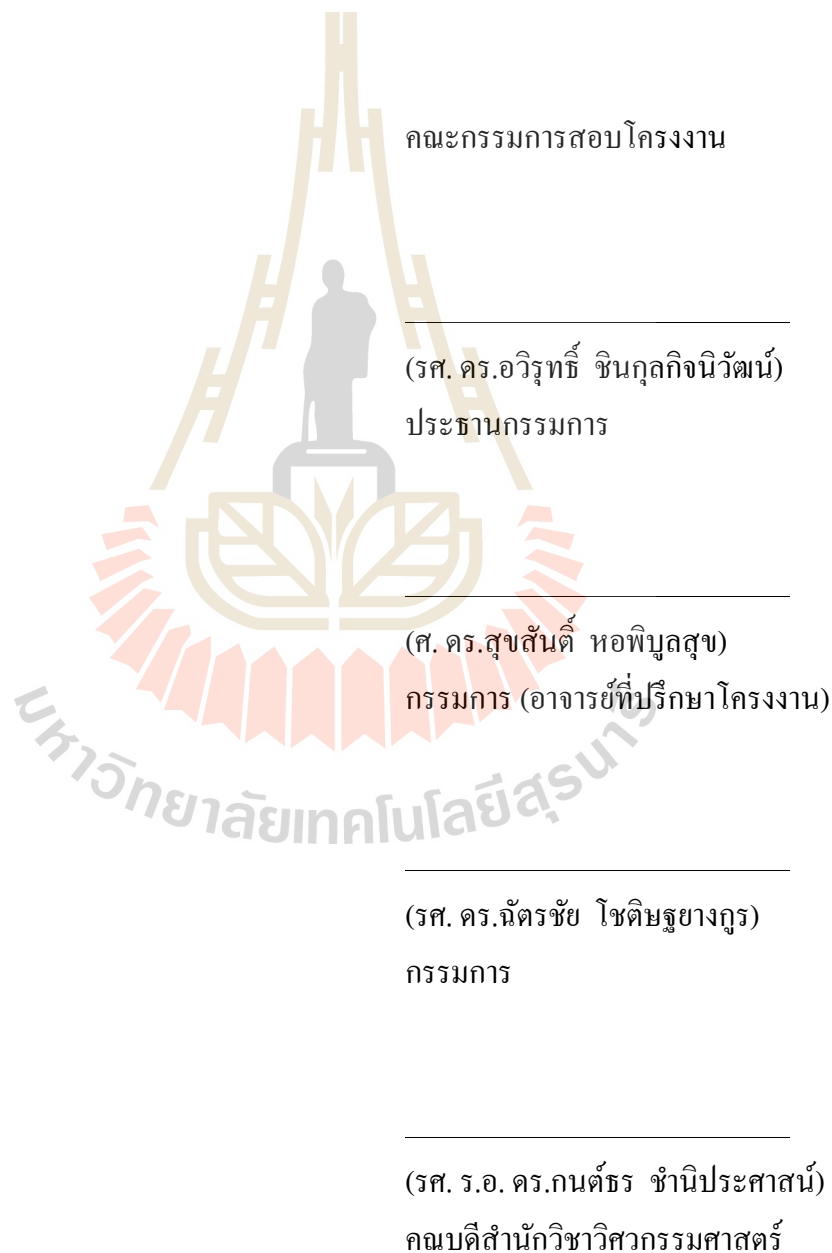 คณะกรรมการสอบโครงงาน
(รศ. ดร.อวิรุทธิ์ ชินกุลกิจนิวัฒน์)
ประธานกรรมการ
(ศ. ดร.สุขสันติ์ หอพิบูลสุข)
กรรมการ (อาจารย์ที่ปรึกษาโครงงาน)
มหาวิทยาลัยเทคโนโลยีสุรนารี
(รศ. ดร.ฉัตรชัย โชติษฐยางกูร)
กรรมการ
(รศ. ร.อ. ดร.กนต์ธร ชำนิประศาสน์)
คณบดีสำนักวิชาวิศวกรรมศาสตร์